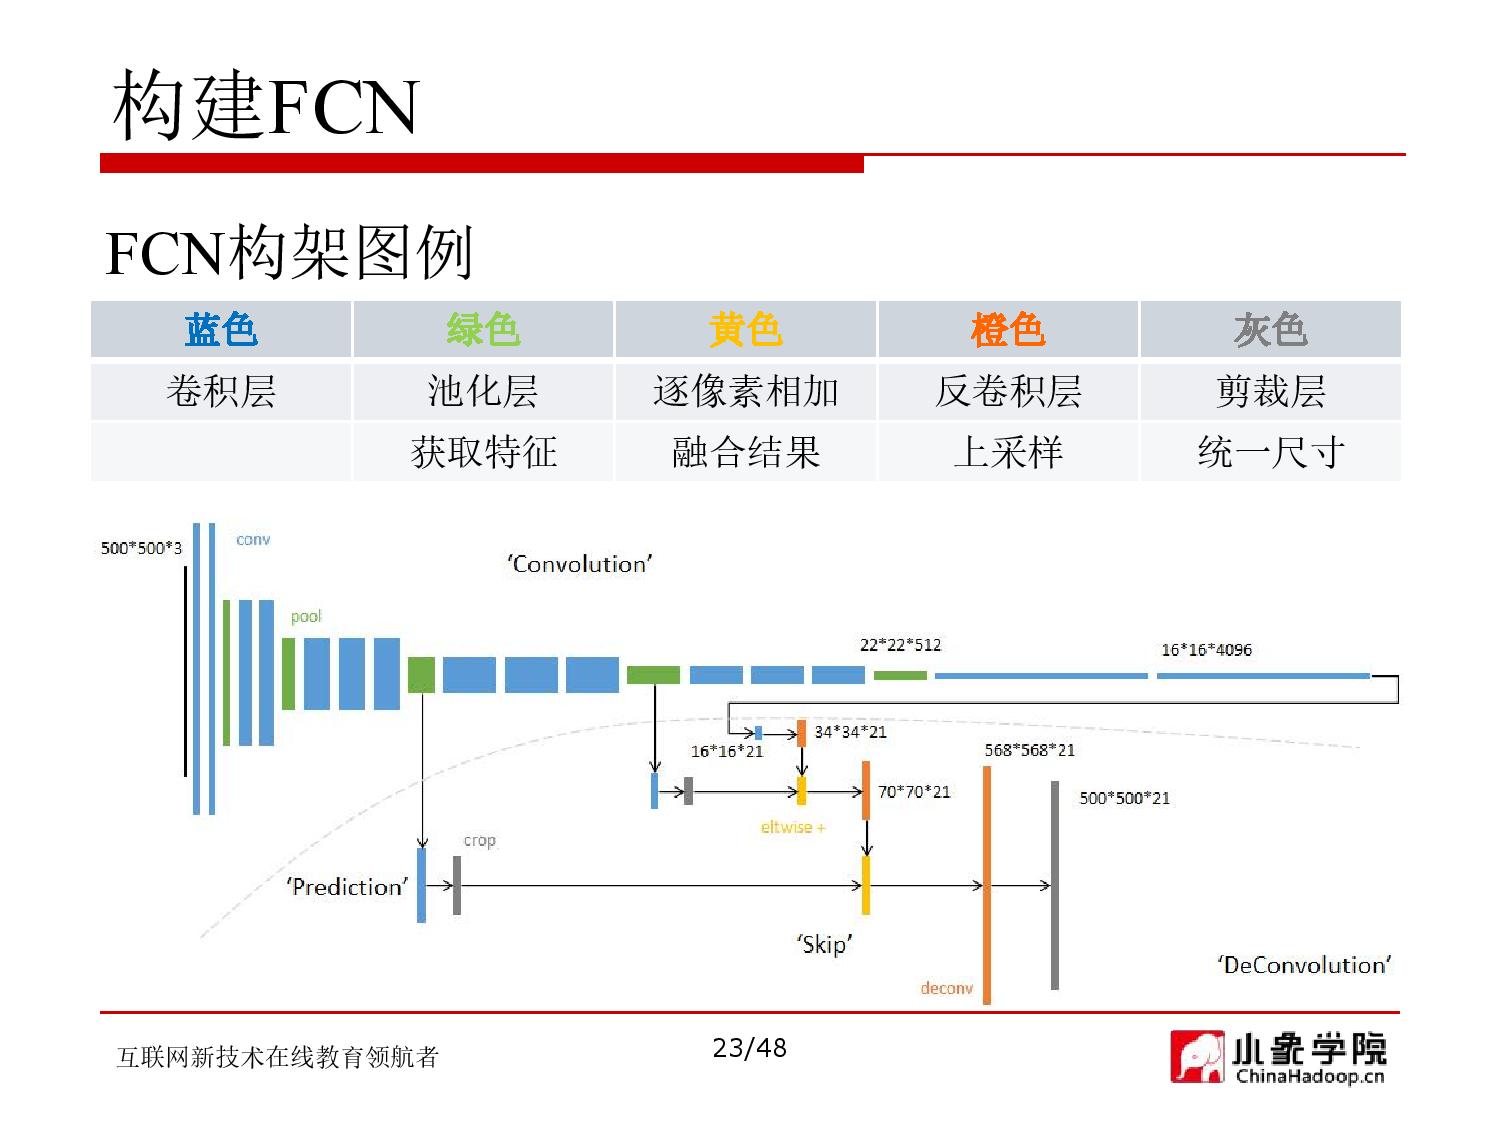 构建FCN
FCN构架图例
蓝色 绿色 黄色 橙色 灰色
卷积层 池化层 逐像素相加 反卷积层 剪裁层
获取特征 融合结果 上采样 统一尺寸
500*500*3
conv
‘Convolution’
pool
22*22*512
16*16*4096
34*34*21
16*16*21
568*568*21
70*70*21
500*500*21
eltwise +
crop
‘Prediction’
‘Skip’
‘DeConvolution’
deconv
互联网新技术在线教育领航者
23/48
小象学院
ChinaHadoop.cn